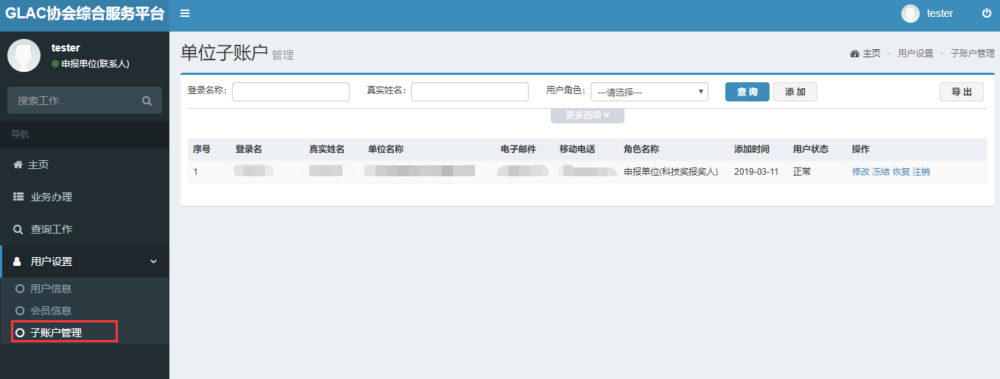 GLAC协会综合服务平台
tester
tester
申报单位(联系人)
搜索工作...
导航
主页
业务办理
查询工作
用户设置
用户信息
会员信息
子账户管理
单位子账户 管理
主页 > 用户设置 > 子账户管理
登录名称: 真实姓名: 用户角色: ---请选择--- 查 询 添 加 导 出
更多选项
序号 登录名 真实姓名 单位名称 电子邮件 移动电话 角色名称 添加时间 用户状态 操作
1 申报单位(科技奖报奖人) 2019-03-11 正常 修改 冻结 恢复 注销